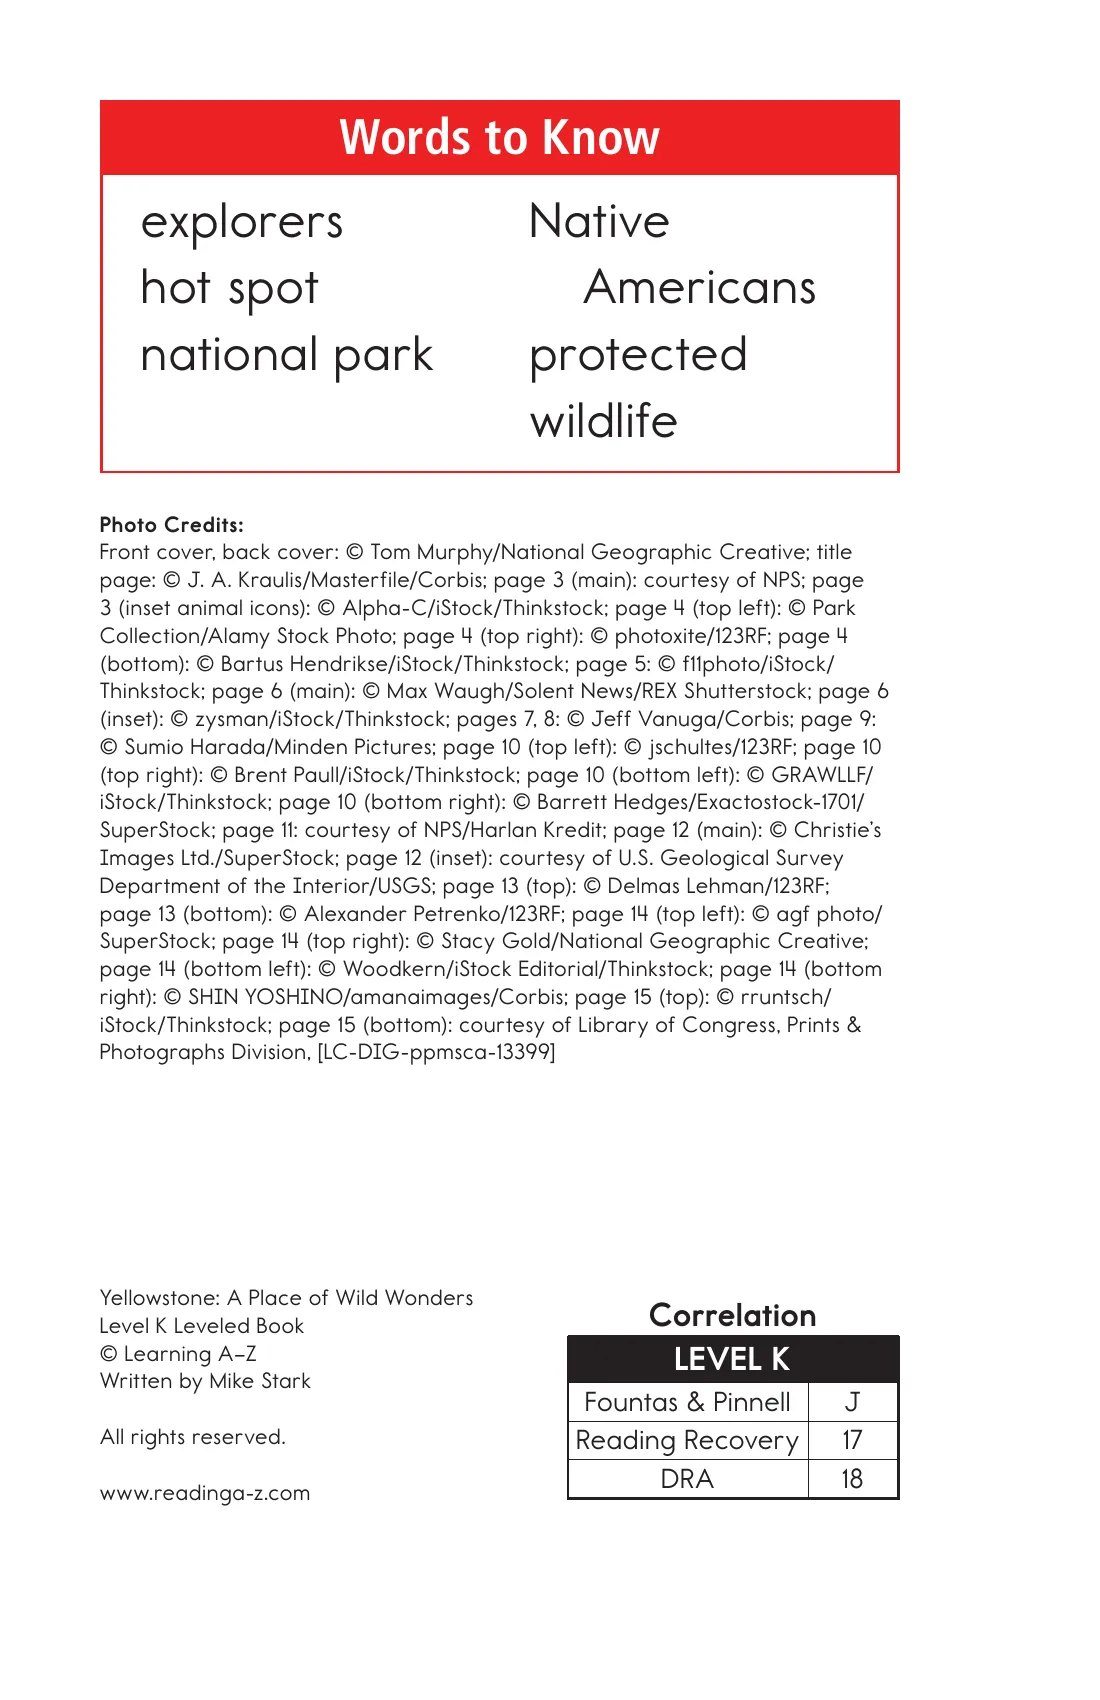 Words to Know
explorers
hot spot
national park
Native
Americans
protected
wildlife
Photo Credits:
Front cover, back cover: © Tom Murphy/National Geographic Creative; title
page: © J. A. Kraulis/Masterfile/Corbis; page 3 (main): courtesy of NPS; page
3 (inset animal icons): © Alpha-C/iStock/Thinkstock; page 4 (top left): © Park
Collection/Alamy Stock Photo; page 4 (top right): © photoxite/123RF; page 4
(bottom): © Bartus Hendrikse/iStock/Thinkstock; page 5: © f11photo/iStock/
Thinkstock; page 6 (main): © Max Waugh/Solent News/REX Shutterstock; page 6
(inset): © zysman/iStock/Thinkstock; pages 7, 8: © Jeff Vanuga/Corbis; page 9:
© Sumio Harada/Minden Pictures; page 10 (top left): © jschultes/123RF; page 10
(top right): © Brent Paull/iStock/Thinkstock; page 10 (bottom left): © GRAWLLF/
iStock/Thinkstock; page 10 (bottom right): © Barrett Hedges/Exactostock-1701/
SuperStock; page 11: courtesy of NPS/Harlan Kredit; page 12 (main): © Christie's
Images Ltd./SuperStock; page 12 (inset): courtesy of U.S. Geological Survey
Department of the Interior/USGS; page 13 (top): © Delmas Lehman/123RF;
page 13 (bottom): © Alexander Petrenko/123RF; page 14 (top left): © agf photo/
SuperStock; page 14 (top right): © Stacy Gold/National Geographic Creative;
page 14 (bottom left): © Woodkern/iStock Editorial/Thinkstock; page 14 (bottom
right): © SHIN YOSHINO/amanaimages/Corbis; page 15 (top): © rruntsch/
iStock/Thinkstock; page 15 (bottom): courtesy of Library of Congress, Prints &
Photographs Division, [LC-DIG-ppmsca-13399]
Yellowstone: A Place of Wild Wonders
Level K Leveled Book
© Learning A–Z
Written by Mike Stark
All rights reserved.
www.readinga-z.com
Correlation
LEVEL K
Fountas & Pinnell J
Reading Recovery 17
DRA 18